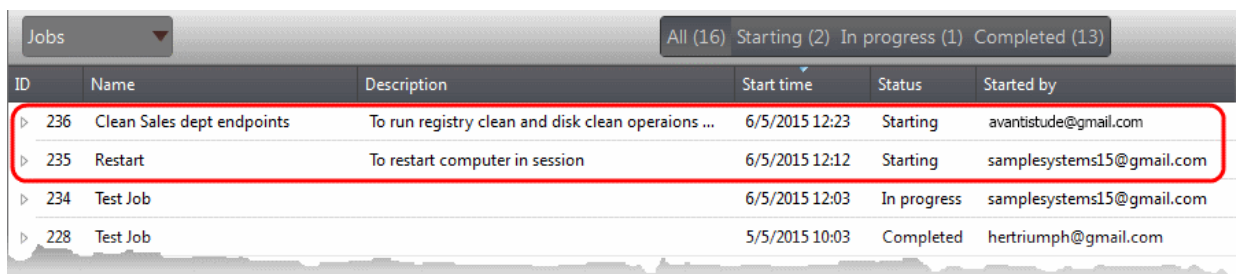 Jobs All (16) Starting (2) In progress (1) Completed (13)
ID Name Description Start time Status Started by
236 Clean Sales dept endpoints To run registry clean and disk clean operaions ... 6/5/2015 12:23 Starting avantistude@gmail.com
235 Restart To restart computer in session 6/5/2015 12:12 Starting samplesystems15@gmail.com
234 Test Job 6/5/2015 12:03 In progress samplesystems15@gmail.com
228 Test Job 5/5/2015 10:03 Completed hertriumph@gmail.com